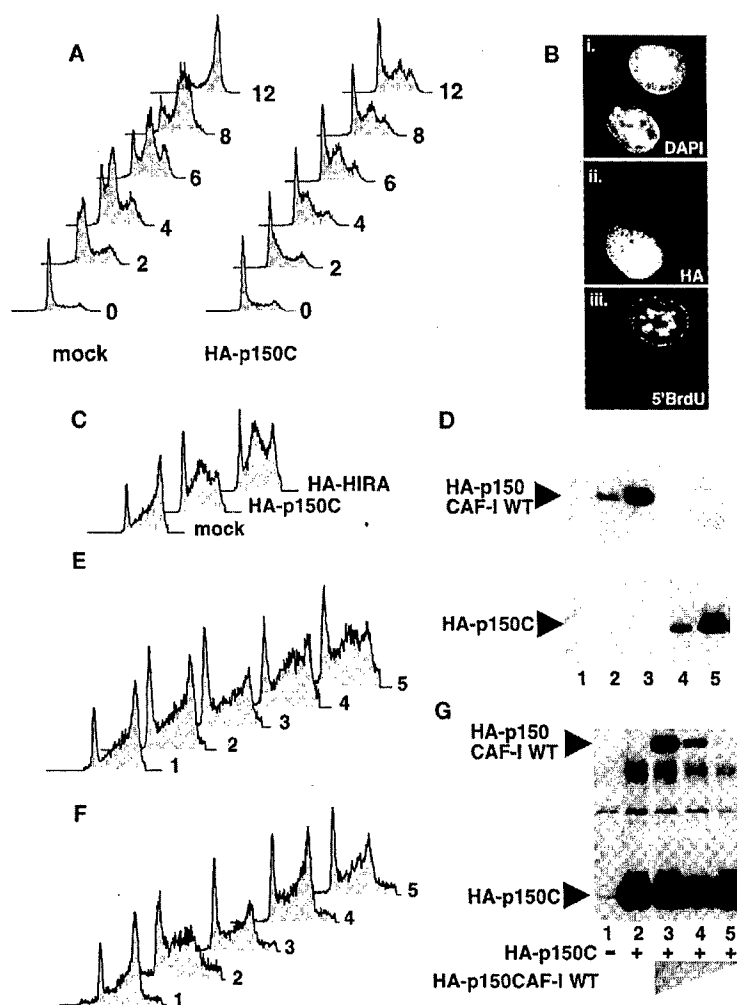 A
12
8
6
4
2
0
mock
12
8
6
4
2
0
HA-p150C
B
i.
DAPI
ii.
HA
iii.
5'BrdU
C
HA-HIRA
HA-p150C
mock
D
HA-p150
CAF-I WT
HA-p150C
1 2 3 4 5
E
5
4
3
2
1
F
5
4
3
2
1
G
HA-p150
CAF-I WT
HA-p150C
1 2 3 4 5
HA-p150C - + + + +
HA-p150CAF-I WT